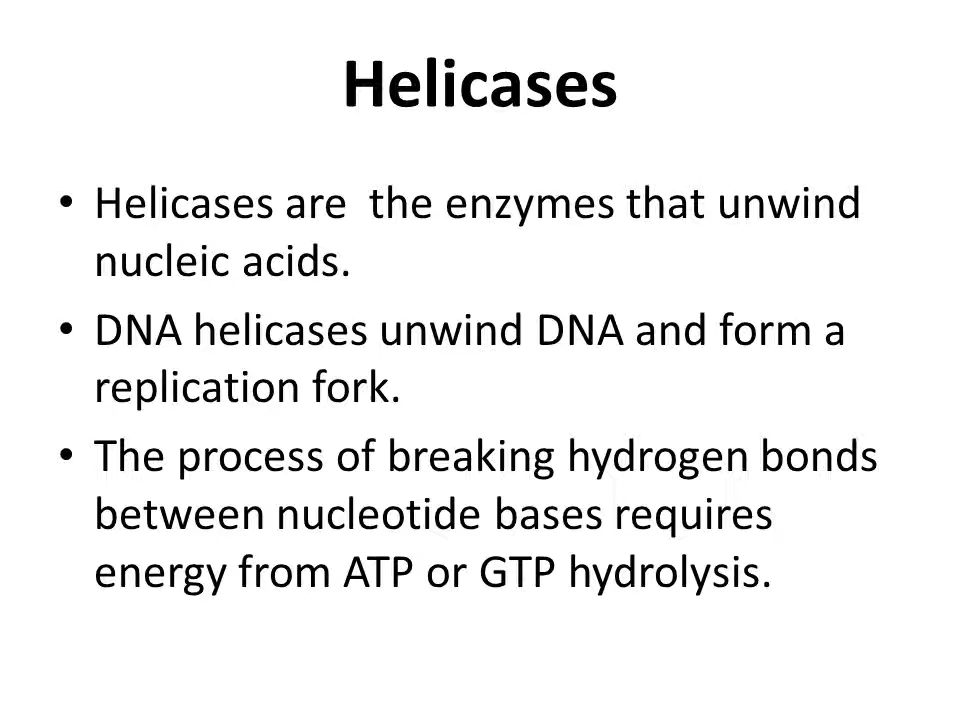 Helicases
• Helicases are  the enzymes that unwind
nucleic acids.
• DNA helicases unwind DNA and form a
replication fork.
• The process of breaking hydrogen bonds
between nucleotide bases requires
energy from ATP or GTP hydrolysis.